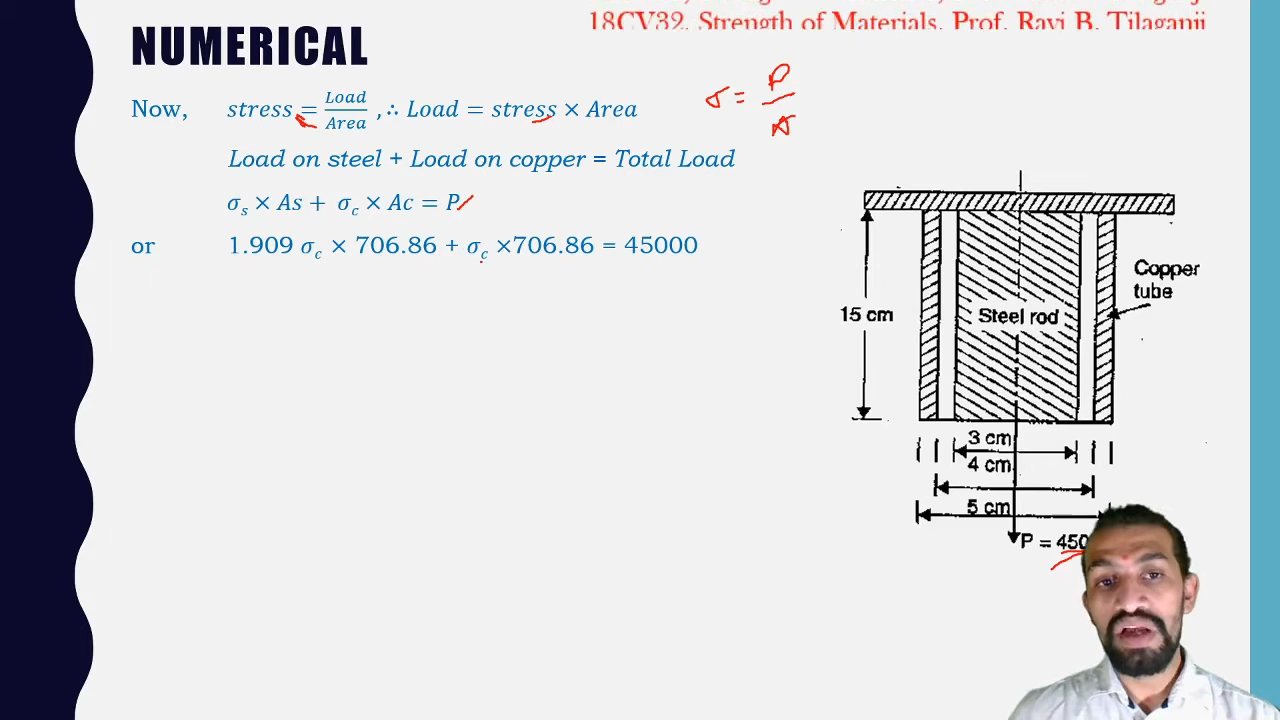 18CV32, Strength of Materials, Prof. Ravi B. Tilaganji
NUMERICAL
Now, stress = Load/Area , ∴ Load = stress × Area
σ = P/A
Load on steel + Load on copper = Total Load
σs × As + σc × Ac = P
or 1.909 σc × 706.86 + σc ×706.86 = 45000
Copper
tube
15 cm
Steel rod
3 cm
4 cm
5 cm
P = 450